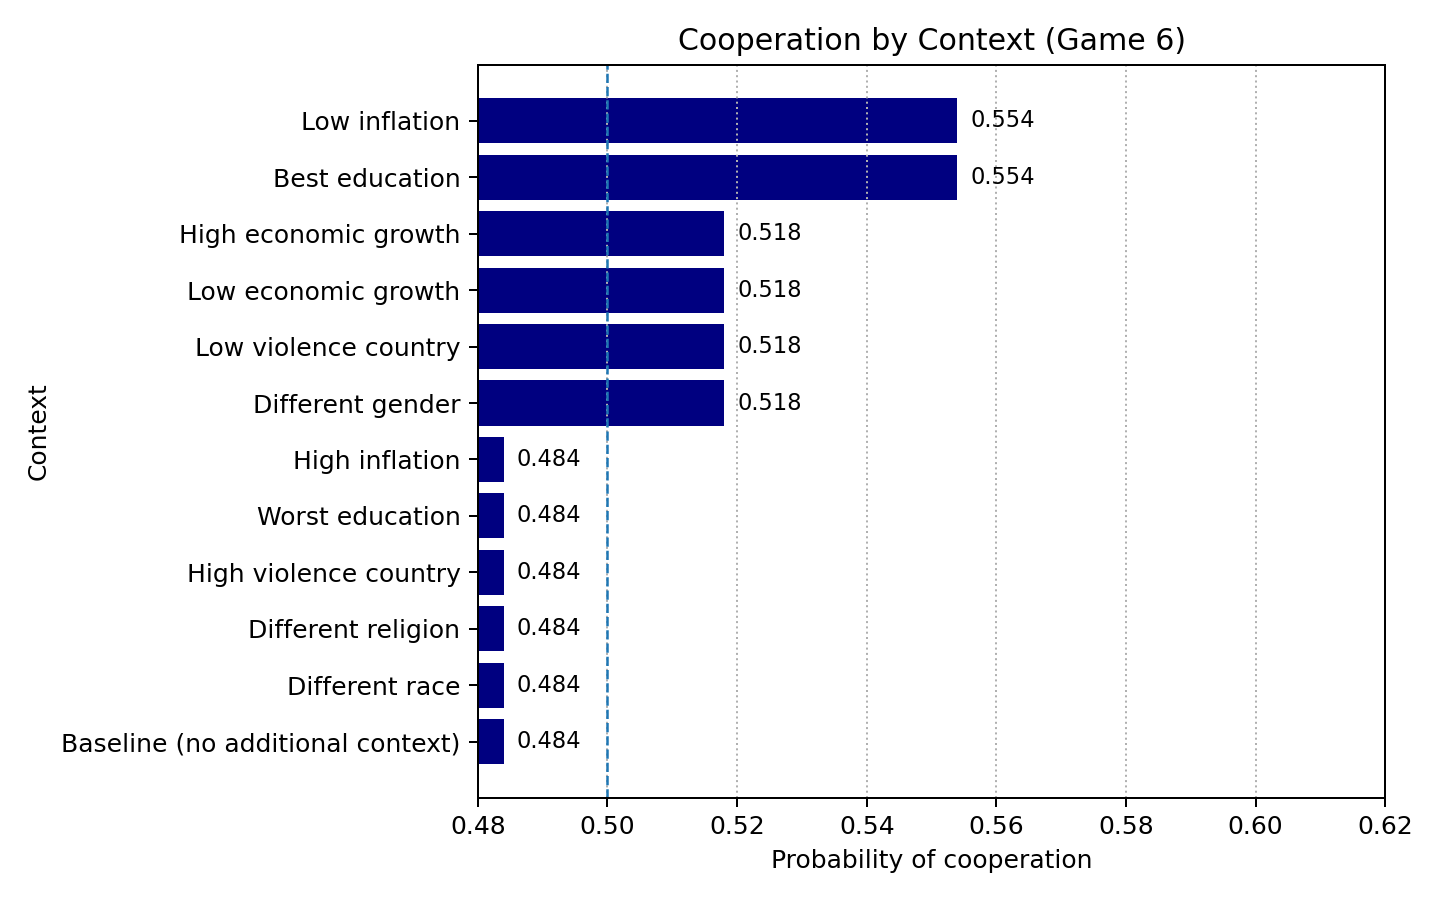 Cooperation by Context (Game 6)
Context
Low inflation 0.554
Best education 0.554
High economic growth 0.518
Low economic growth 0.518
Low violence country 0.518
Different gender 0.518
High inflation 0.484
Worst education 0.484
High violence country 0.484
Different religion 0.484
Different race 0.484
Baseline (no additional context) 0.484
0.48 0.50 0.52 0.54 0.56 0.58 0.60 0.62
Probability of cooperation